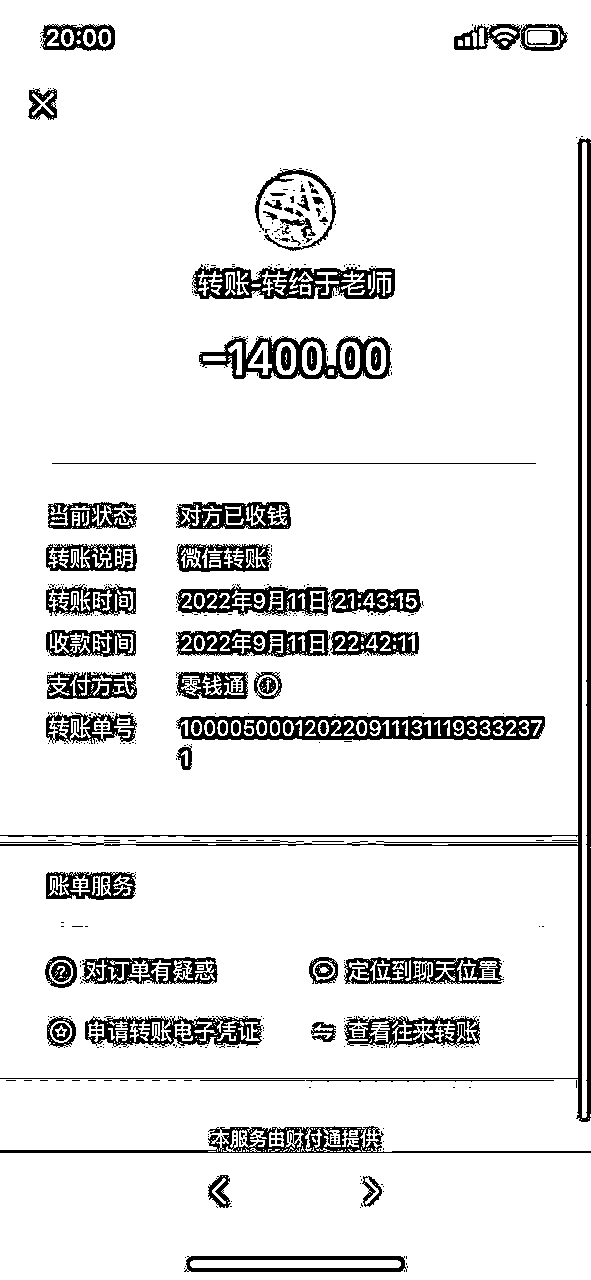 20:00
转账-转给于老师
-1400.00
当前状态 对方已收钱
转账说明 微信转账
转账时间 2022年9月11日 21:43:15
收款时间 2022年9月11日 22:42:11
支付方式 零钱通
转账单号 100005000120220911131119333237
1
账单服务
对订单有疑惑 定位到聊天位置
申请转账电子凭证 查看往来转账
本服务由财付通提供